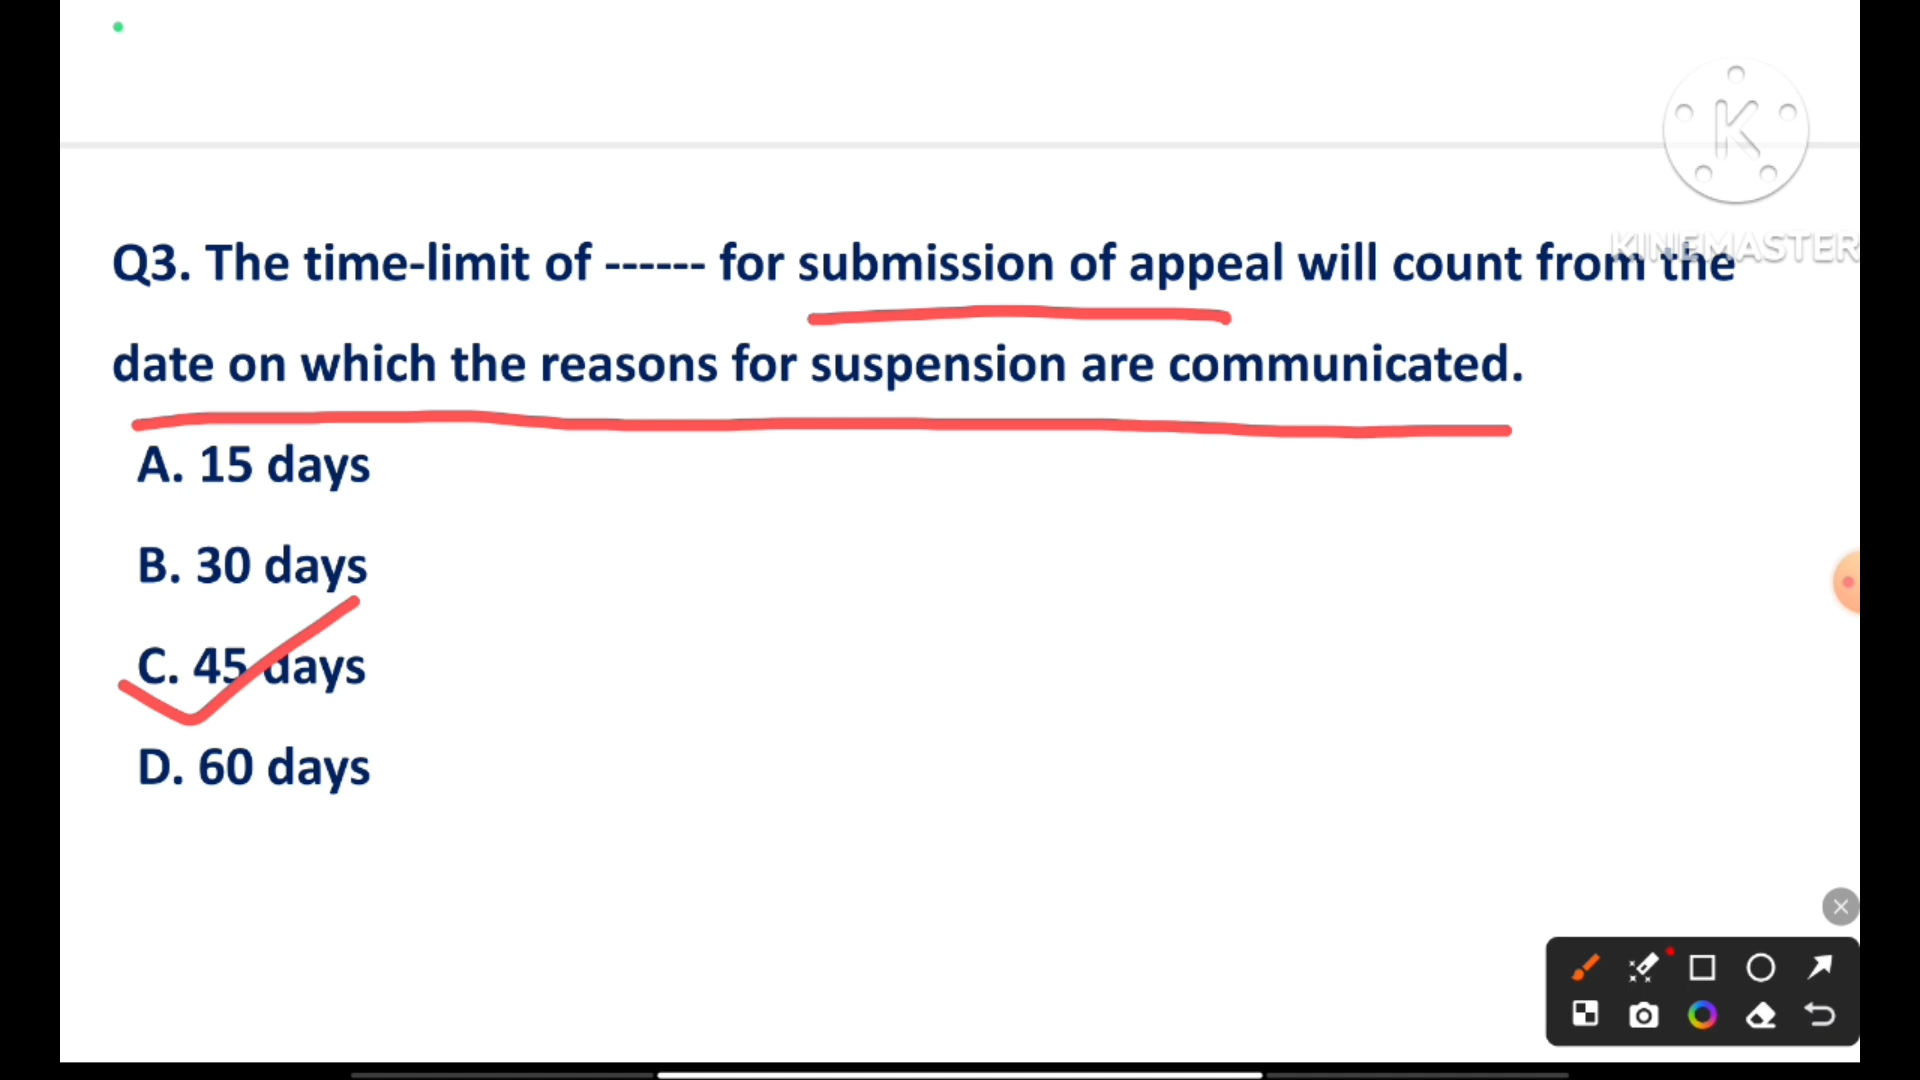 K
KINEMASTER
Q3. The time-limit of ------ for submission of appeal will count from the
date on which the reasons for suspension are communicated.
A. 15 days
B. 30 days
C. 45 days
D. 60 days